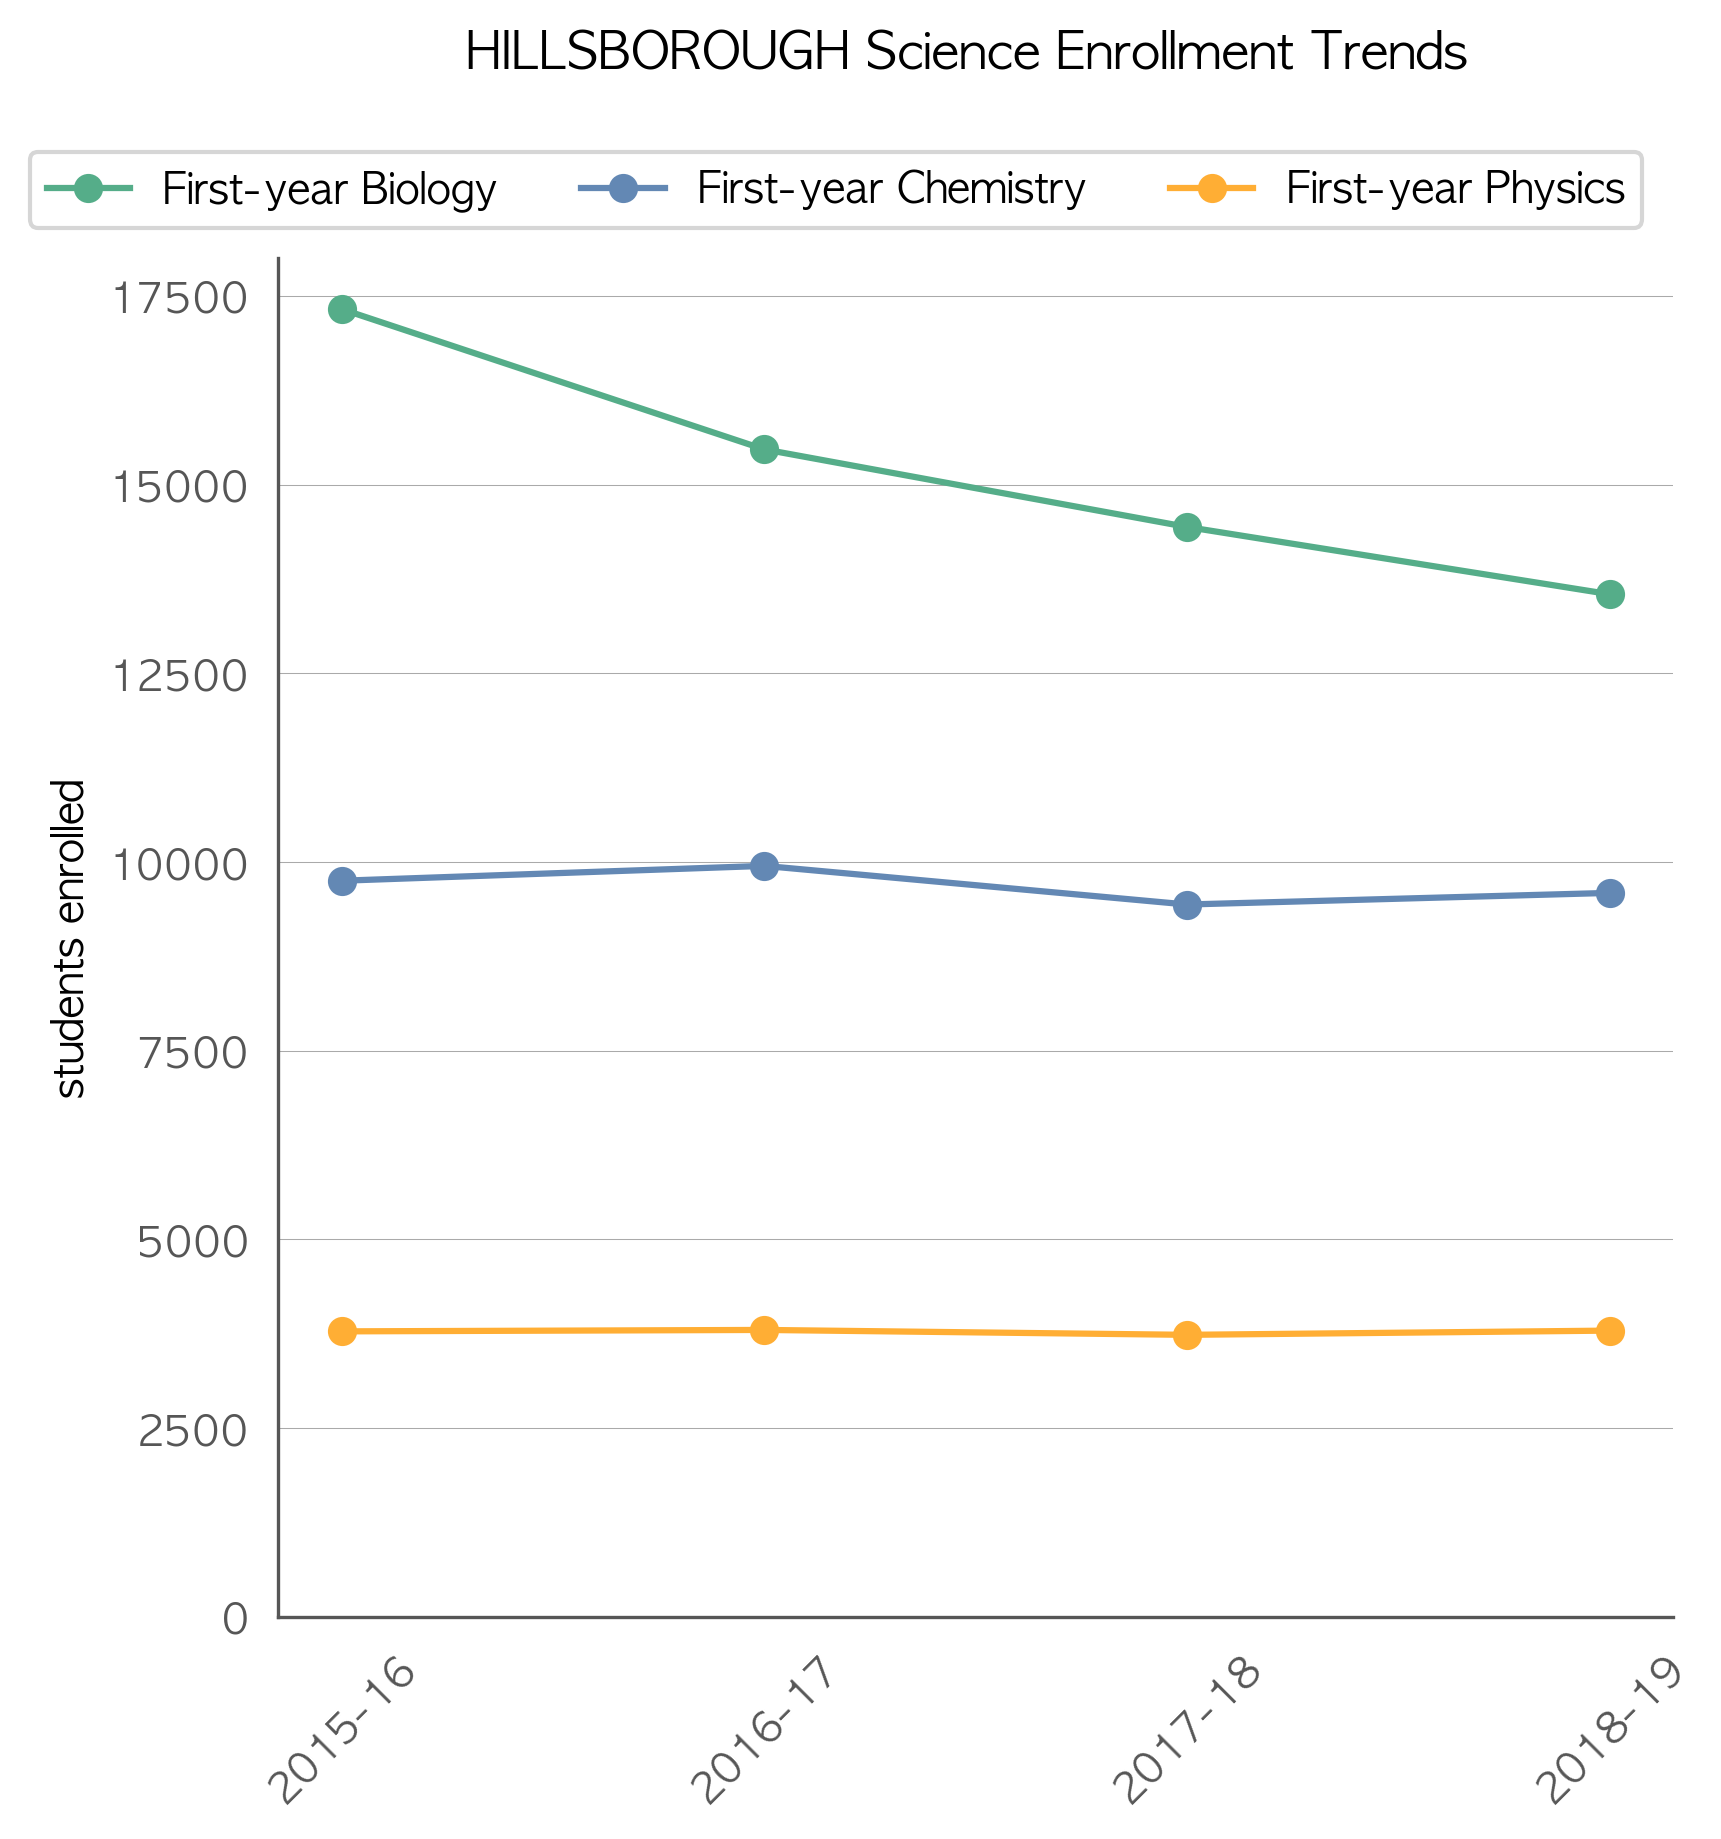 HILLSBOROUGH Science Enrollment Trends
First-year Biology First-year Chemistry First-year Physics
17500
15000
12500
10000
7500
5000
2500
0
students enrolled
2015-16 2016-17 2017-18 2018-19